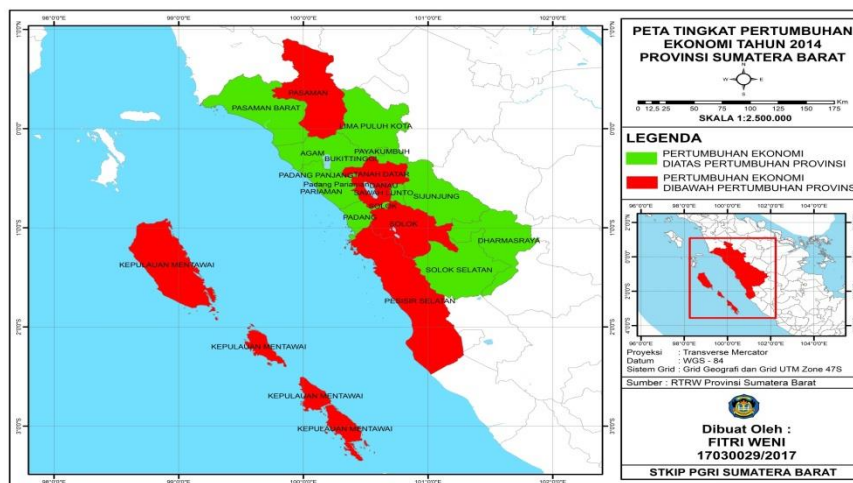 PETA TINGKAT PERTUMBUHAN
EKONOMI TAHUN 2014
PROVINSI SUMATERA BARAT
N
W E
S
0 12.5 25 50 75 100 125 150 175
Km
SKALA 1:2.500.000
LEGENDA
PERTUMBUHAN EKONOMI
DIATAS PERTUMBUHAN PROVINSI
PERTUMBUHAN EKONOMI
DIBAWAH PERTUMBUHAN PROVINSI
Proyeksi : Transverse Mercator
Datum : WGS - 84
Sistem Grid : Grid Geografi dan Grid UTM Zone 47S
Sumber : RTRW Provinsi Sumatera Barat
Dibuat Oleh :
FITRI WENI
17030029/2017
STKIP PGRI SUMATERA BARAT
PASAMAN
PASAMAN BARAT
LIMA PULUH KOTA
AGAM
PAYAKUMBUH
BUKITTINGGI
PADANG PANJANG
TANAH DATAR
Padang Pariaman
PARIAMAN
SIJUNJUNG
PADANG
SOLOK
DHARMASRAYA
SOLOK SELATAN
PESISIR SELATAN
KEPULAUAN MENTAWAI
KEPULAUAN MENTAWAI
KEPULAUAN MENTAWAI
KEPULAUAN MENTAWAI